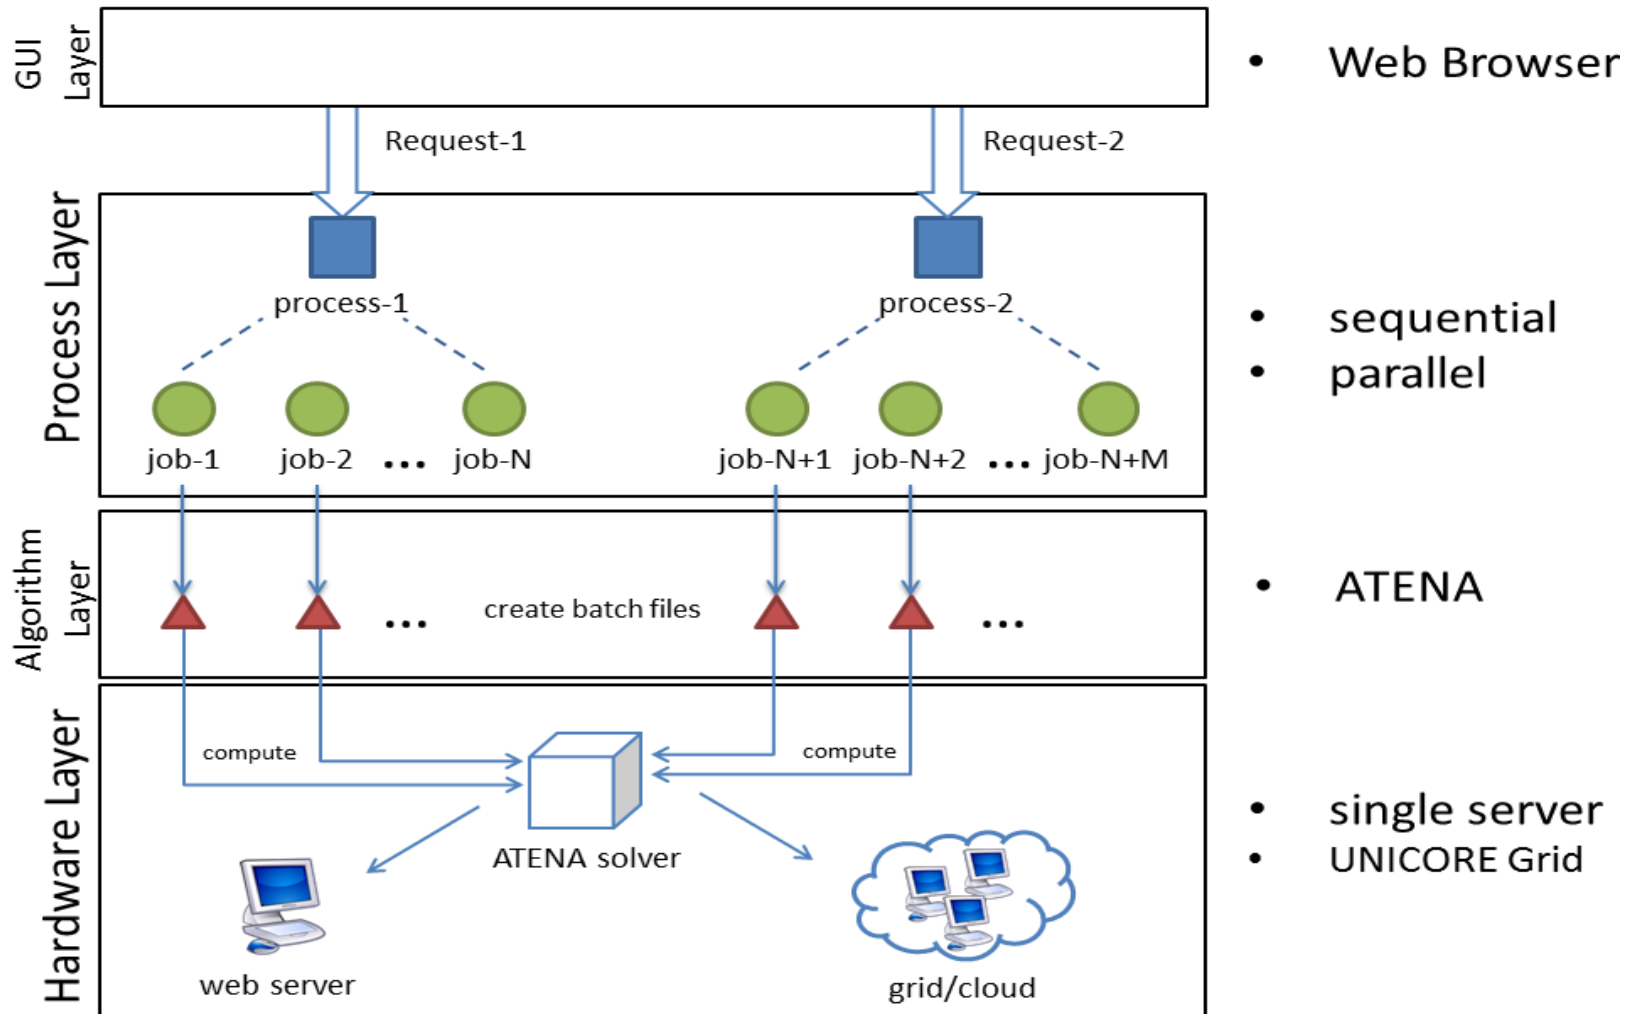 GUI
Layer
Web Browser
Request-1
Request-2
Process Layer
process-1
process-2
sequential
parallel
job-1
job-2
...
job-N
job-N+1
job-N+2
...
job-N+M
Algorithm
Layer
...
create batch files
...
ATENA
Hardware Layer
compute
compute
ATENA solver
single server
UNICORE Grid
web server
grid/cloud